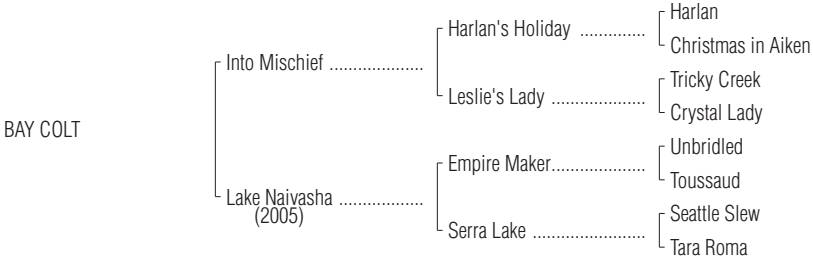 Harlan
Harlan's Holiday ..............
Christmas in Aiken
Into Mischief ....................
Tricky Creek
Leslie's Lady ....................
Crystal Lady
BAY COLT
Unbridled
Empire Maker....................
Toussaud
Lake Naivasha ..................
(2005)
Seattle Slew
Serra Lake ........................
Tara Roma